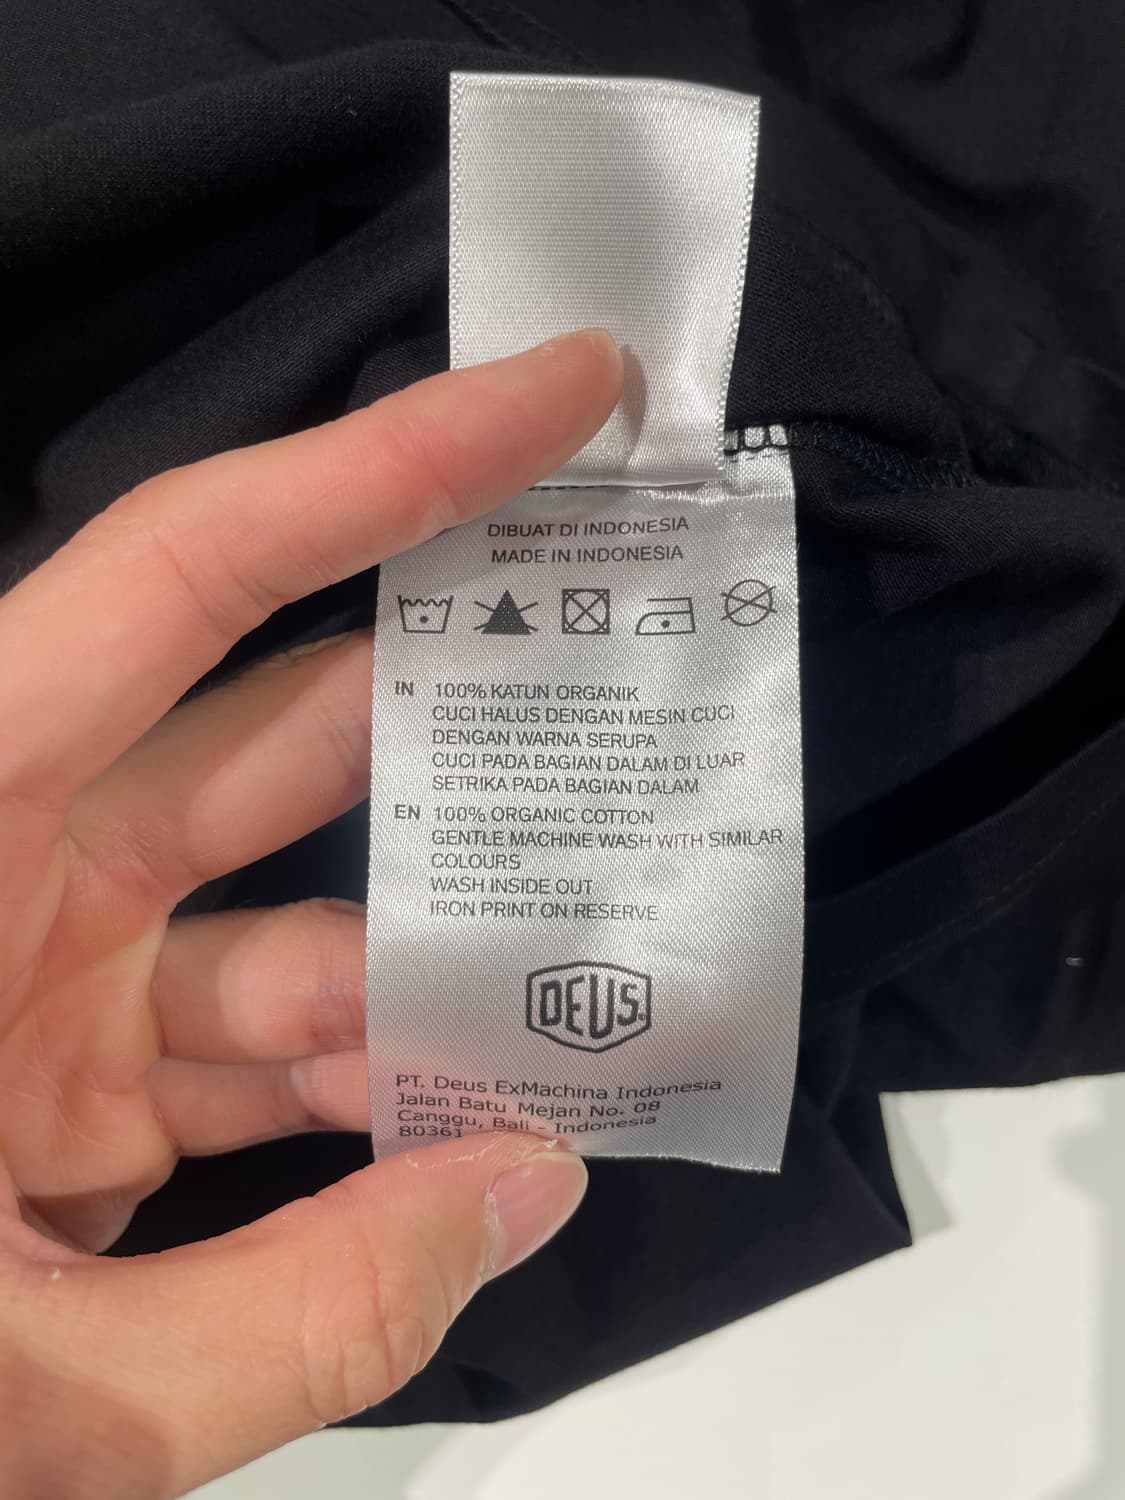 DIBUAT DI INDONESIA
MADE IN INDONESIA
IN 100% KATUN ORGANIK
CUCI HALUS DENGAN MESIN CUCI
DENGAN WARNA SERUPA
CUCI PADA BAGIAN DALAM DI LUAR
SETRIKA PADA BAGIAN DALAM
EN 100% ORGANIC COTTON
GENTLE MACHINE WASH WITH SIMILAR
COLOURS
WASH INSIDE OUT
IRON PRINT ON RESERVE
DEUS.
PT. Deus ExMachina Indonesia
Jalan Batu Mejan No. 08
Canggu, Bali - Indonesia
80361